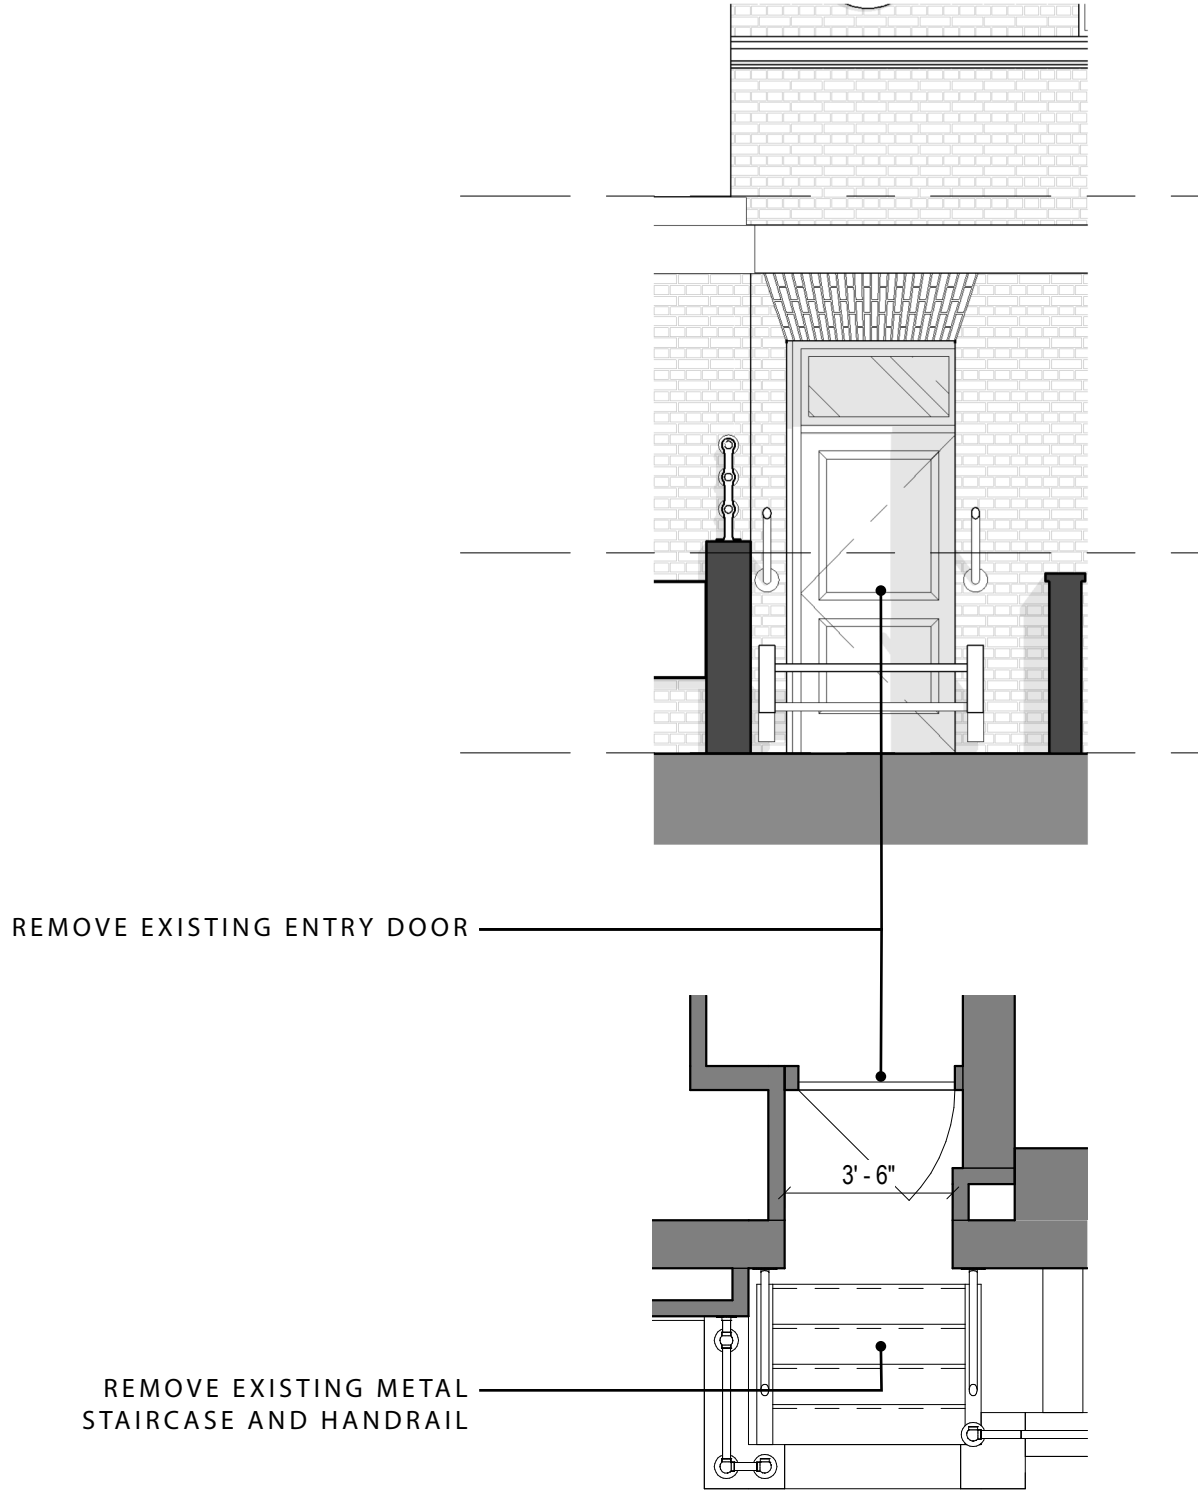 REMOVE EXISTING ENTRY DOOR
3' - 6"
REMOVE EXISTING METAL
STAIRCASE AND HANDRAIL